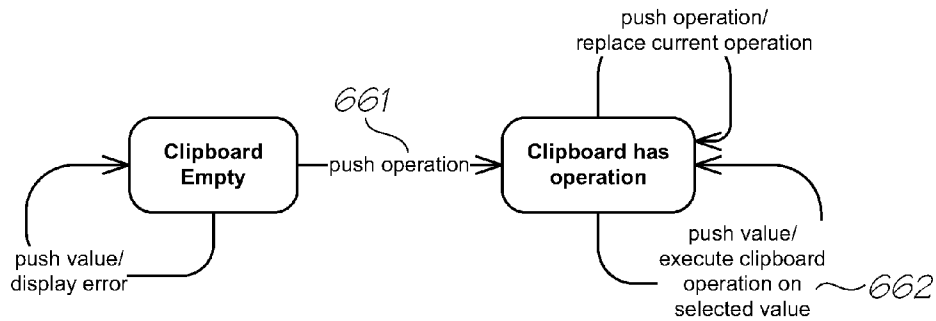 push operation/
replace current operation
661
Clipboard
Empty
push operation
Clipboard has
operation
push value/
display error
push value/
execute clipboard
operation on
selected value
662